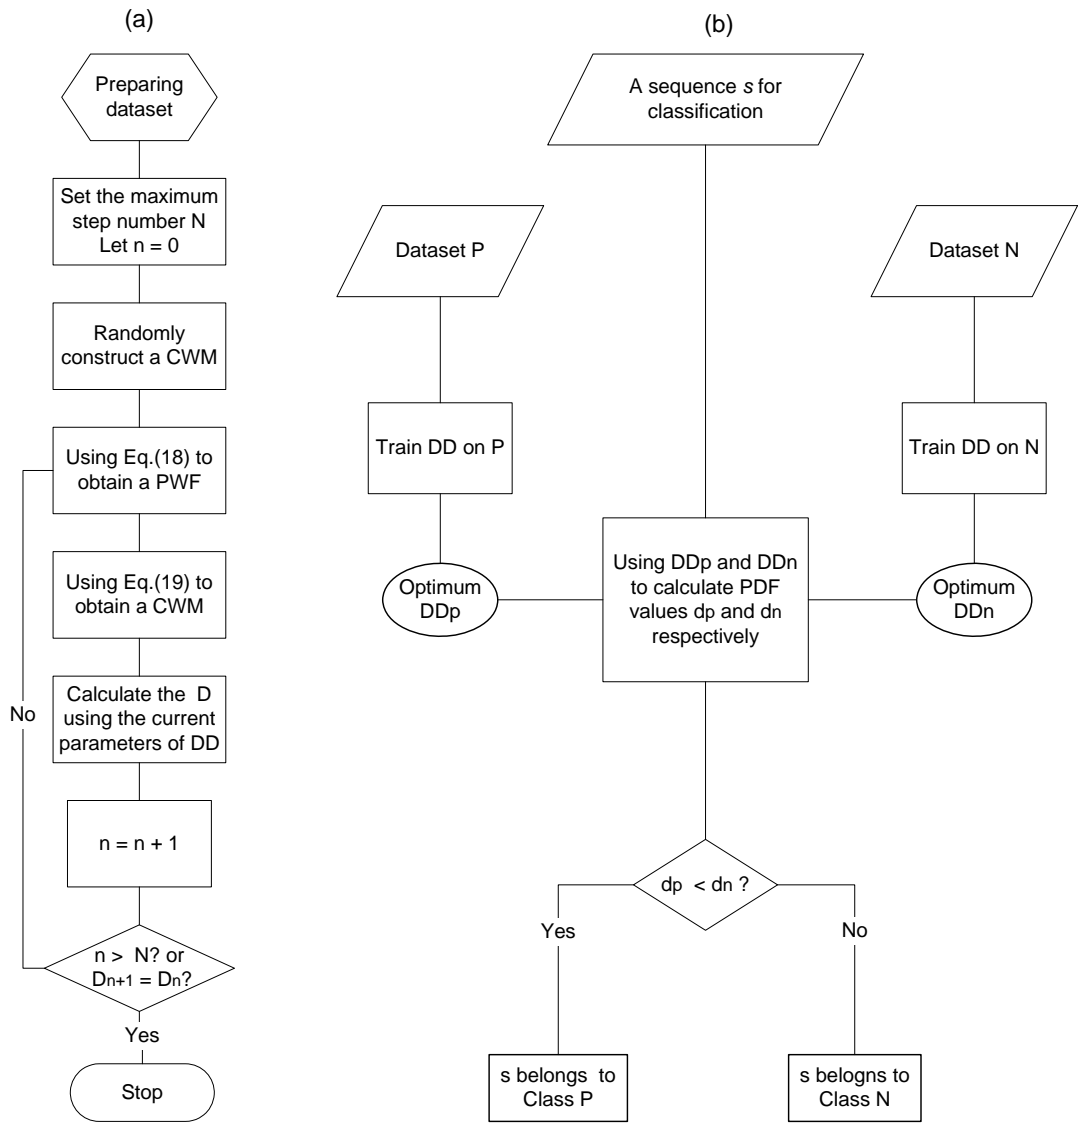 (a)
Preparing
dataset
Set the maximum
step number N
Let n = 0
Randomly
construct a CWM
Using Eq.(18) to
obtain a PWF
Using Eq.(19) to
obtain a CWM
Calculate the D
using the current
parameters of DD
No
n = n + 1
n > N? or
Dn+1 = Dn?
Yes
Stop
(b)
A sequence s for
classification
Dataset P
Dataset N
Train DD on P
Train DD on N
Optimum
DDp
Using DDp and DDn
to calculate PDF
values dp and dn
respectively
Optimum
DDn
dp < dn ?
Yes
No
s belongs to
Class P
s belogns to
Class N